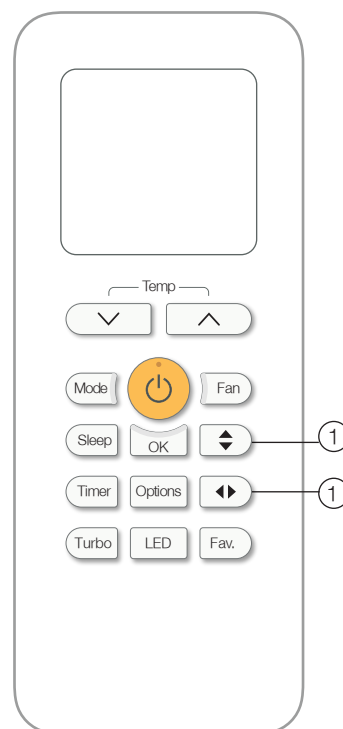 Temp
Mode
Fan
Sleep
OK
1
Timer
Options
1
Turbo
LED
Fav.